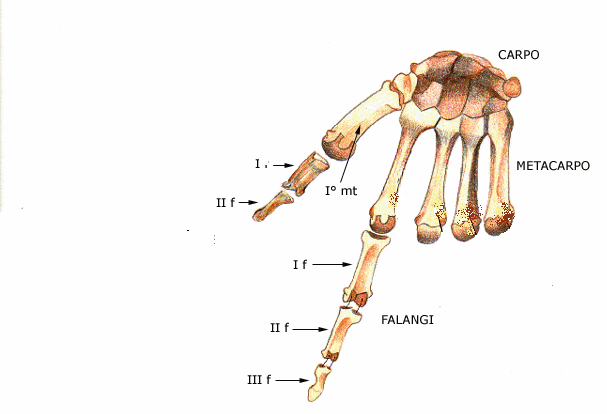 CARPO
METACARPO
I
I° mt
II f
I f
FALANGI
II f
III f